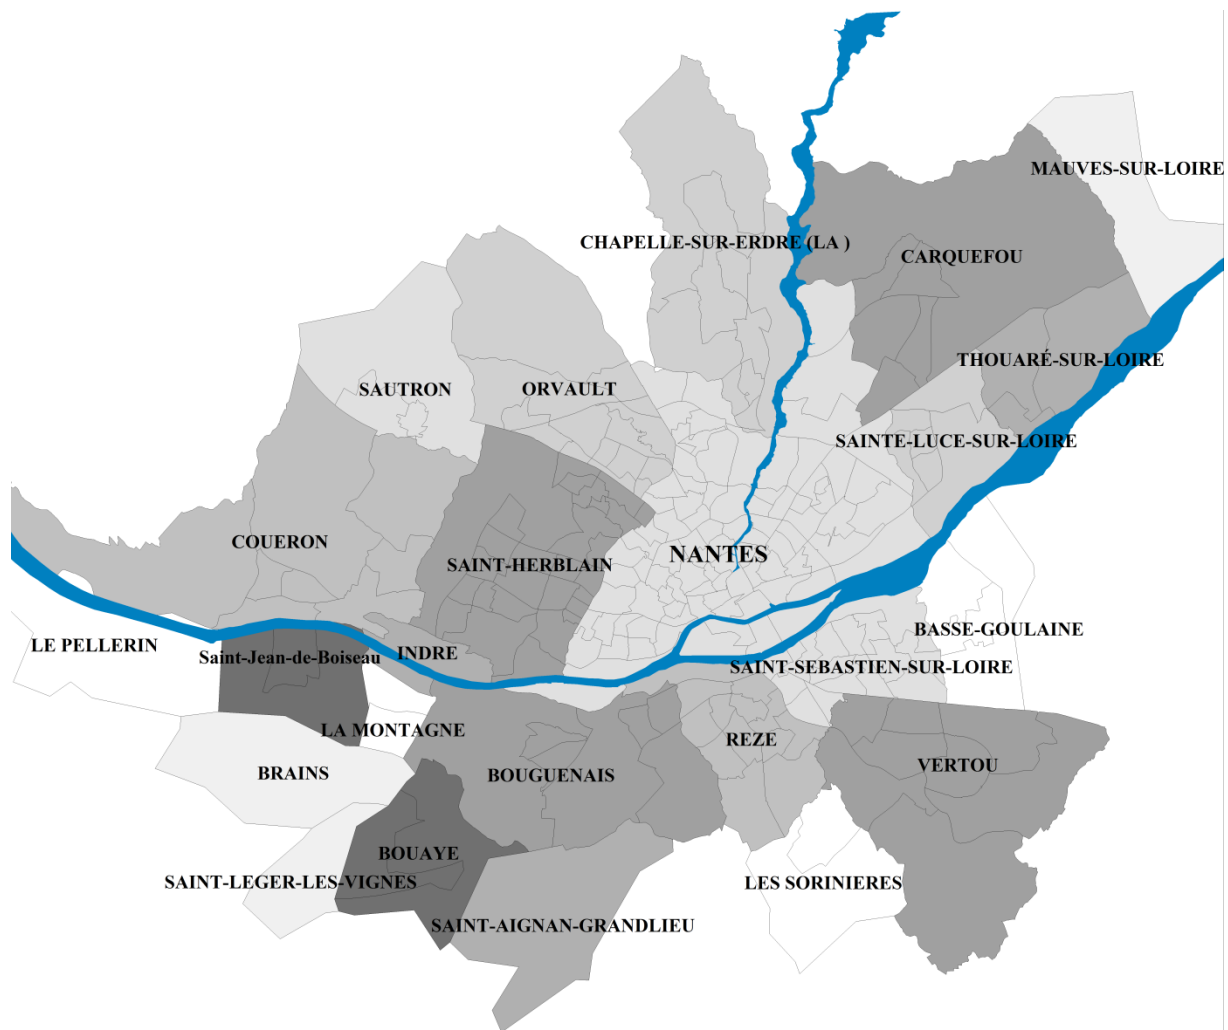 MAUVES-SUR-LOIRE
CHAPELLE-SUR-ERDRE (LA )
CARQUEFOU
THOUARÉ-SUR-LOIRE
SAUTRON
ORVAULT
SAINTE-LUCE-SUR-LOIRE
COUERON
NANTES
SAINT-HERBLAIN
BASSE-GOULAINE
LE PELLERIN
INDRE
Saint-Jean-de-Boiseau
SAINT-SEBASTIEN-SUR-LOIRE
LA MONTAGNE
REZE
VERTOU
BRAINS
BOUGUENAIS
BOUAYE
SAINT-LEGER-LES-VIGNES
LES SORINIERES
SAINT-AIGNAN-GRANDLIEU